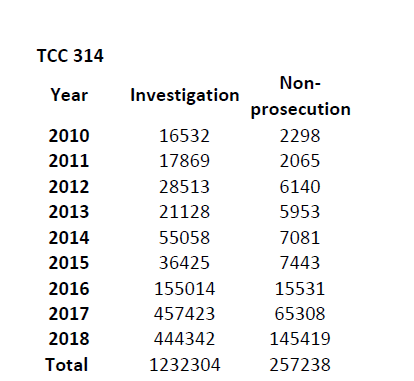 TCC 314
Year Investigation Non-
prosecution
2010 16532 2298
2011 17869 2065
2012 28513 6140
2013 21128 5953
2014 55058 7081
2015 36425 7443
2016 155014 15531
2017 457423 65308
2018 444342 145419
Total 1232304 257238